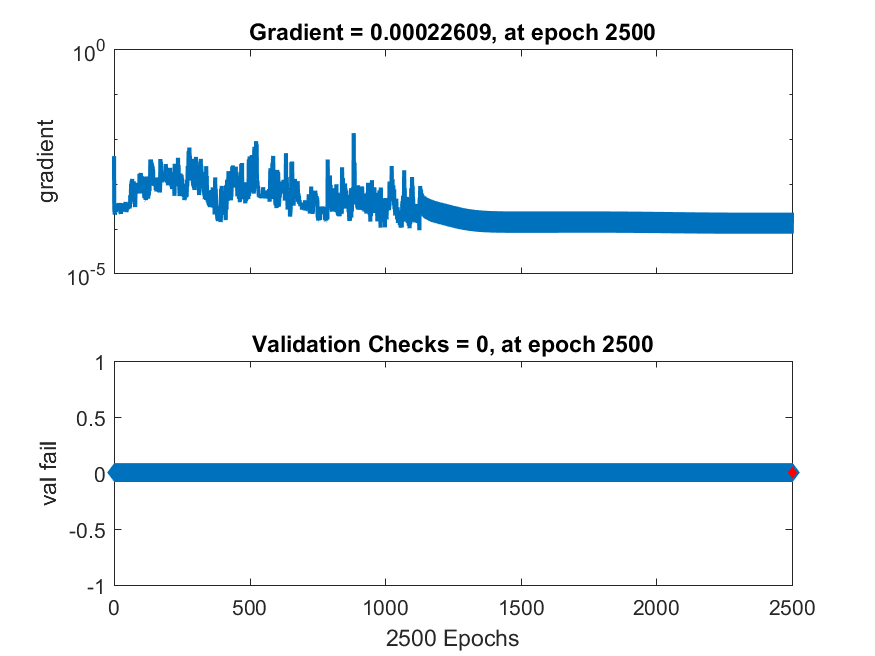 Gradient = 0.00022609, at epoch 2500
10^0
gradient
10^-5
Validation Checks = 0, at epoch 2500
1
0.5
0
-0.5
-1
val fail
0 500 1000 1500 2000 2500
2500 Epochs